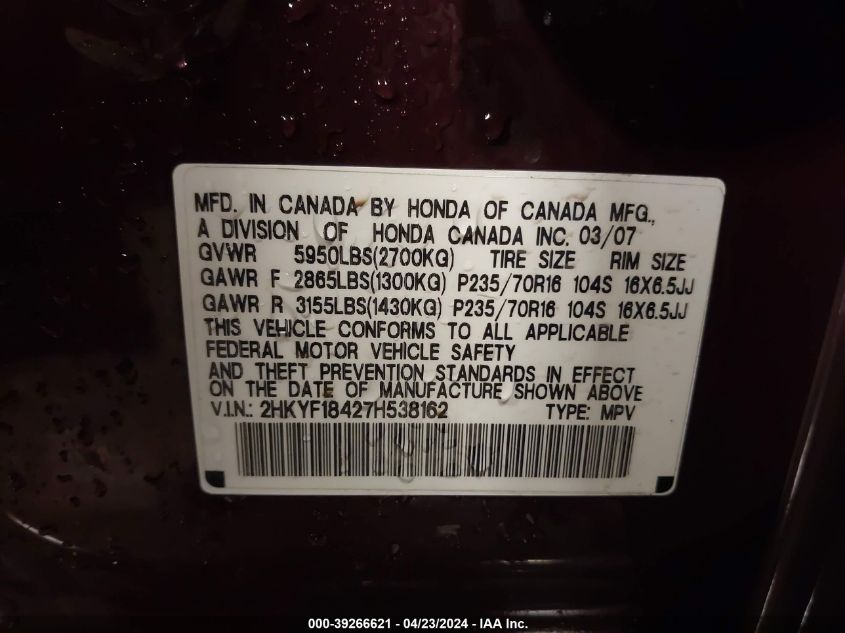 MFD. IN CANADA BY HONDA OF CANADA MFG.,
A DIVISION OF HONDA CANADA INC. 03/07
GVWR 5950LBS(2700KG) TIRE SIZE RIM SIZE
GAWR F 2865LBS(1300KG) P235/70R16 104S 16X6.5JJ
GAWR R 3155LBS(1430KG) P235/70R16 104S 16X6.5JJ
THIS VEHICLE CONFORMS TO ALL APPLICABLE
FEDERAL MOTOR VEHICLE SAFETY
AND THEFT PREVENTION STANDARDS IN EFFECT
ON THE DATE OF MANUFACTURE SHOWN ABOVE
V.I.N.: 2HKYF18427H538162 TYPE: MPV
000-39266621 - 04/23/2024 - IAA Inc.